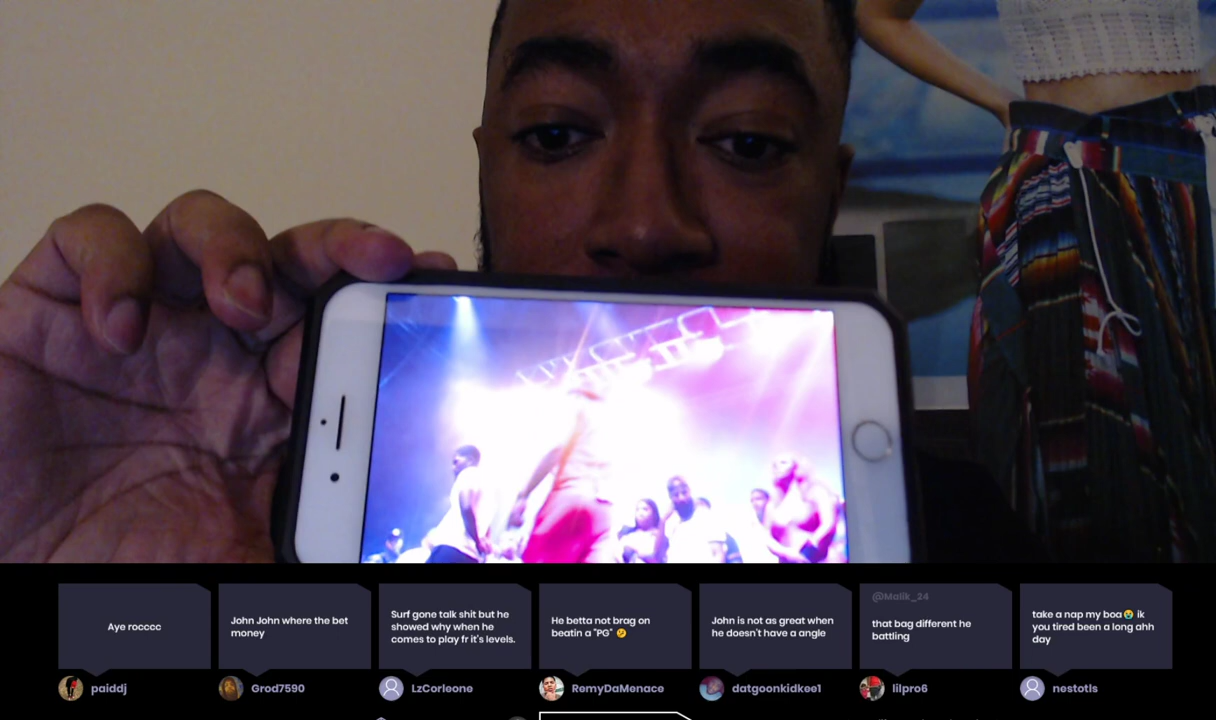 Aye rocccc
John John where the bet
money
Surf gone talk shit but he
showed why when he
comes to play fr it's levels.
He betta not brag on
beatin a "PG" 🤔
John is not as great when
he doesn't have a angle
@Malik_24
that bag different he
battling
take a nap my boa😭 ik
you tired been a long ahh
day
paiddj
Grod7590
LzCorleone
RemyDaMenace
datgoonkidkee1
lilpro6
nestotls